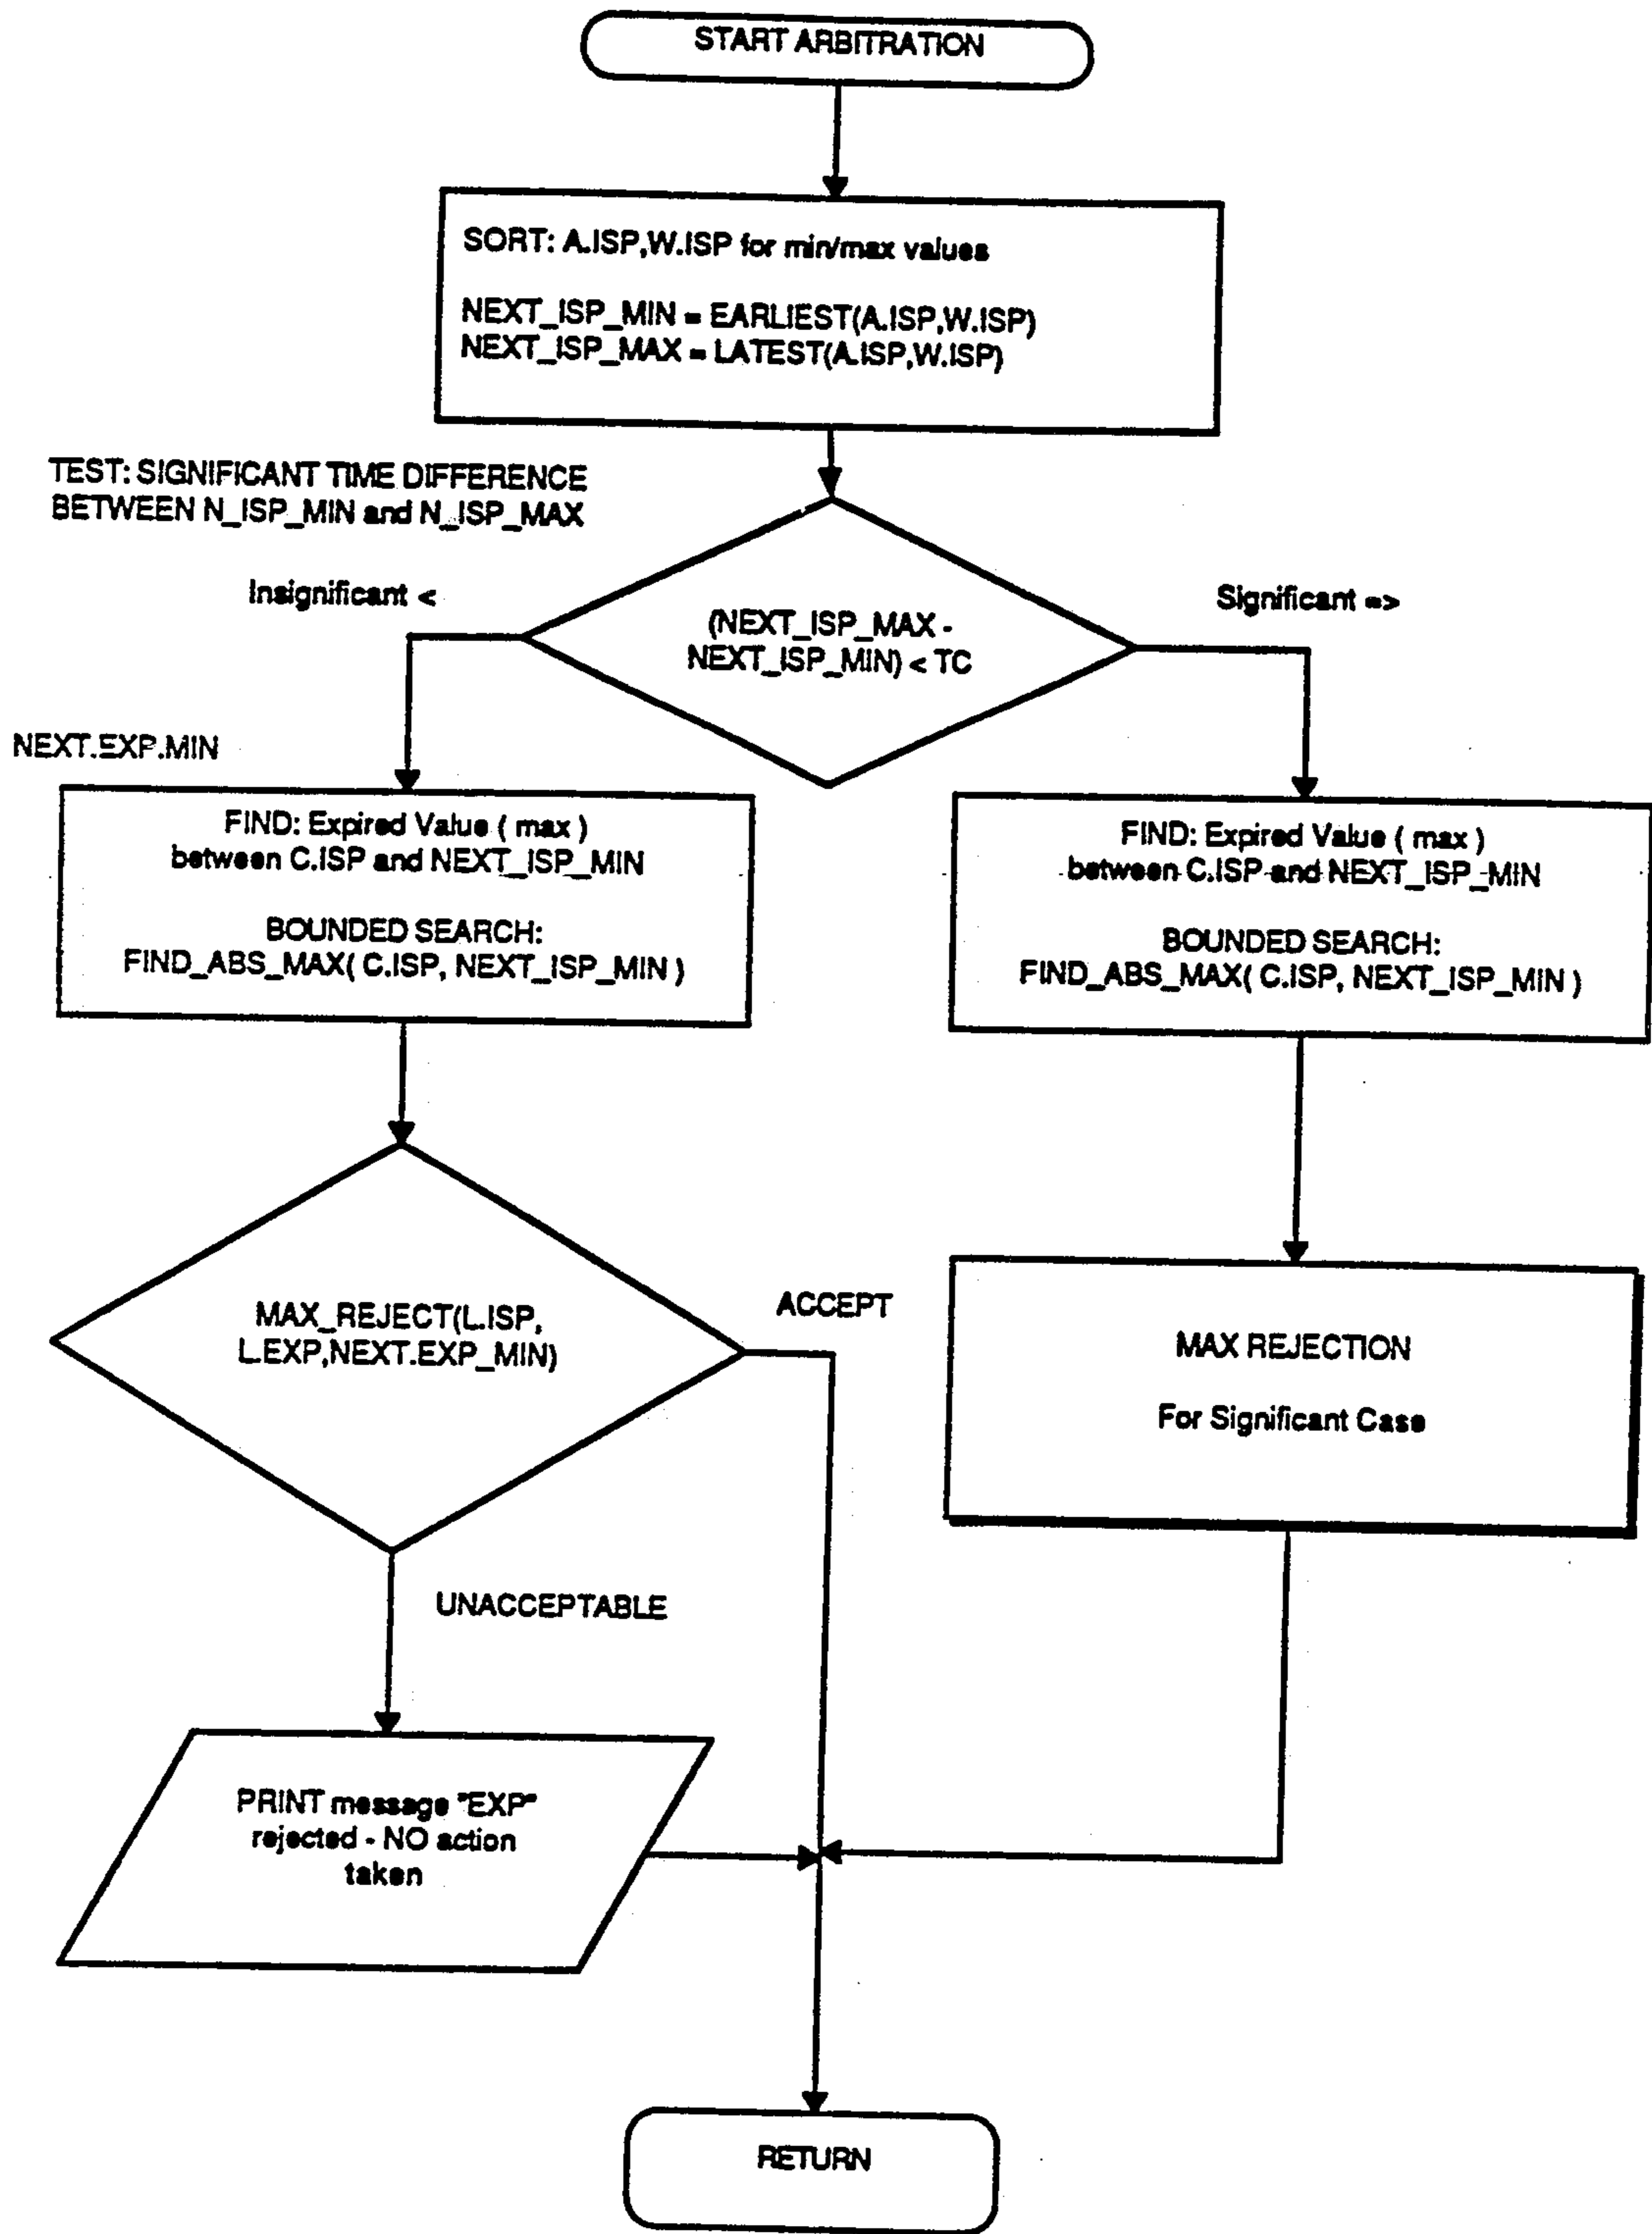 START ARBITRATION
SORT: A.ISP,W.ISP for min/max values
NEXT_ISP_MIN = EARLIEST(A.ISP,W.ISP)
NEXT_ISP_MAX = LATEST(A.ISP,W.ISP)
TEST: SIGNIFICANT TIME DIFFERENCE
BETWEEN N_ISP_MIN and N_ISP_MAX
Insignificant <
Significant =>
(NEXT_ISP_MAX -
NEXT_ISP_MIN) < TC
NEXT.EXP.MIN
FIND: Expired Value ( max )
between C.ISP and NEXT_ISP_MIN
BOUNDED SEARCH:
FIND_ABS_MAX( C.ISP, NEXT_ISP_MIN )
FIND: Expired Value ( max )
between C.ISP and NEXT_ISP_MIN
BOUNDED SEARCH:
FIND_ABS_MAX( C.ISP, NEXT_ISP_MIN )
MAX_REJECT(L.ISP,
L.EXP,NEXT.EXP_MIN)
ACCEPT
MAX REJECTION
For Significant Case
UNACCEPTABLE
PRINT message "EXP"
rejected - NO action
taken
RETURN